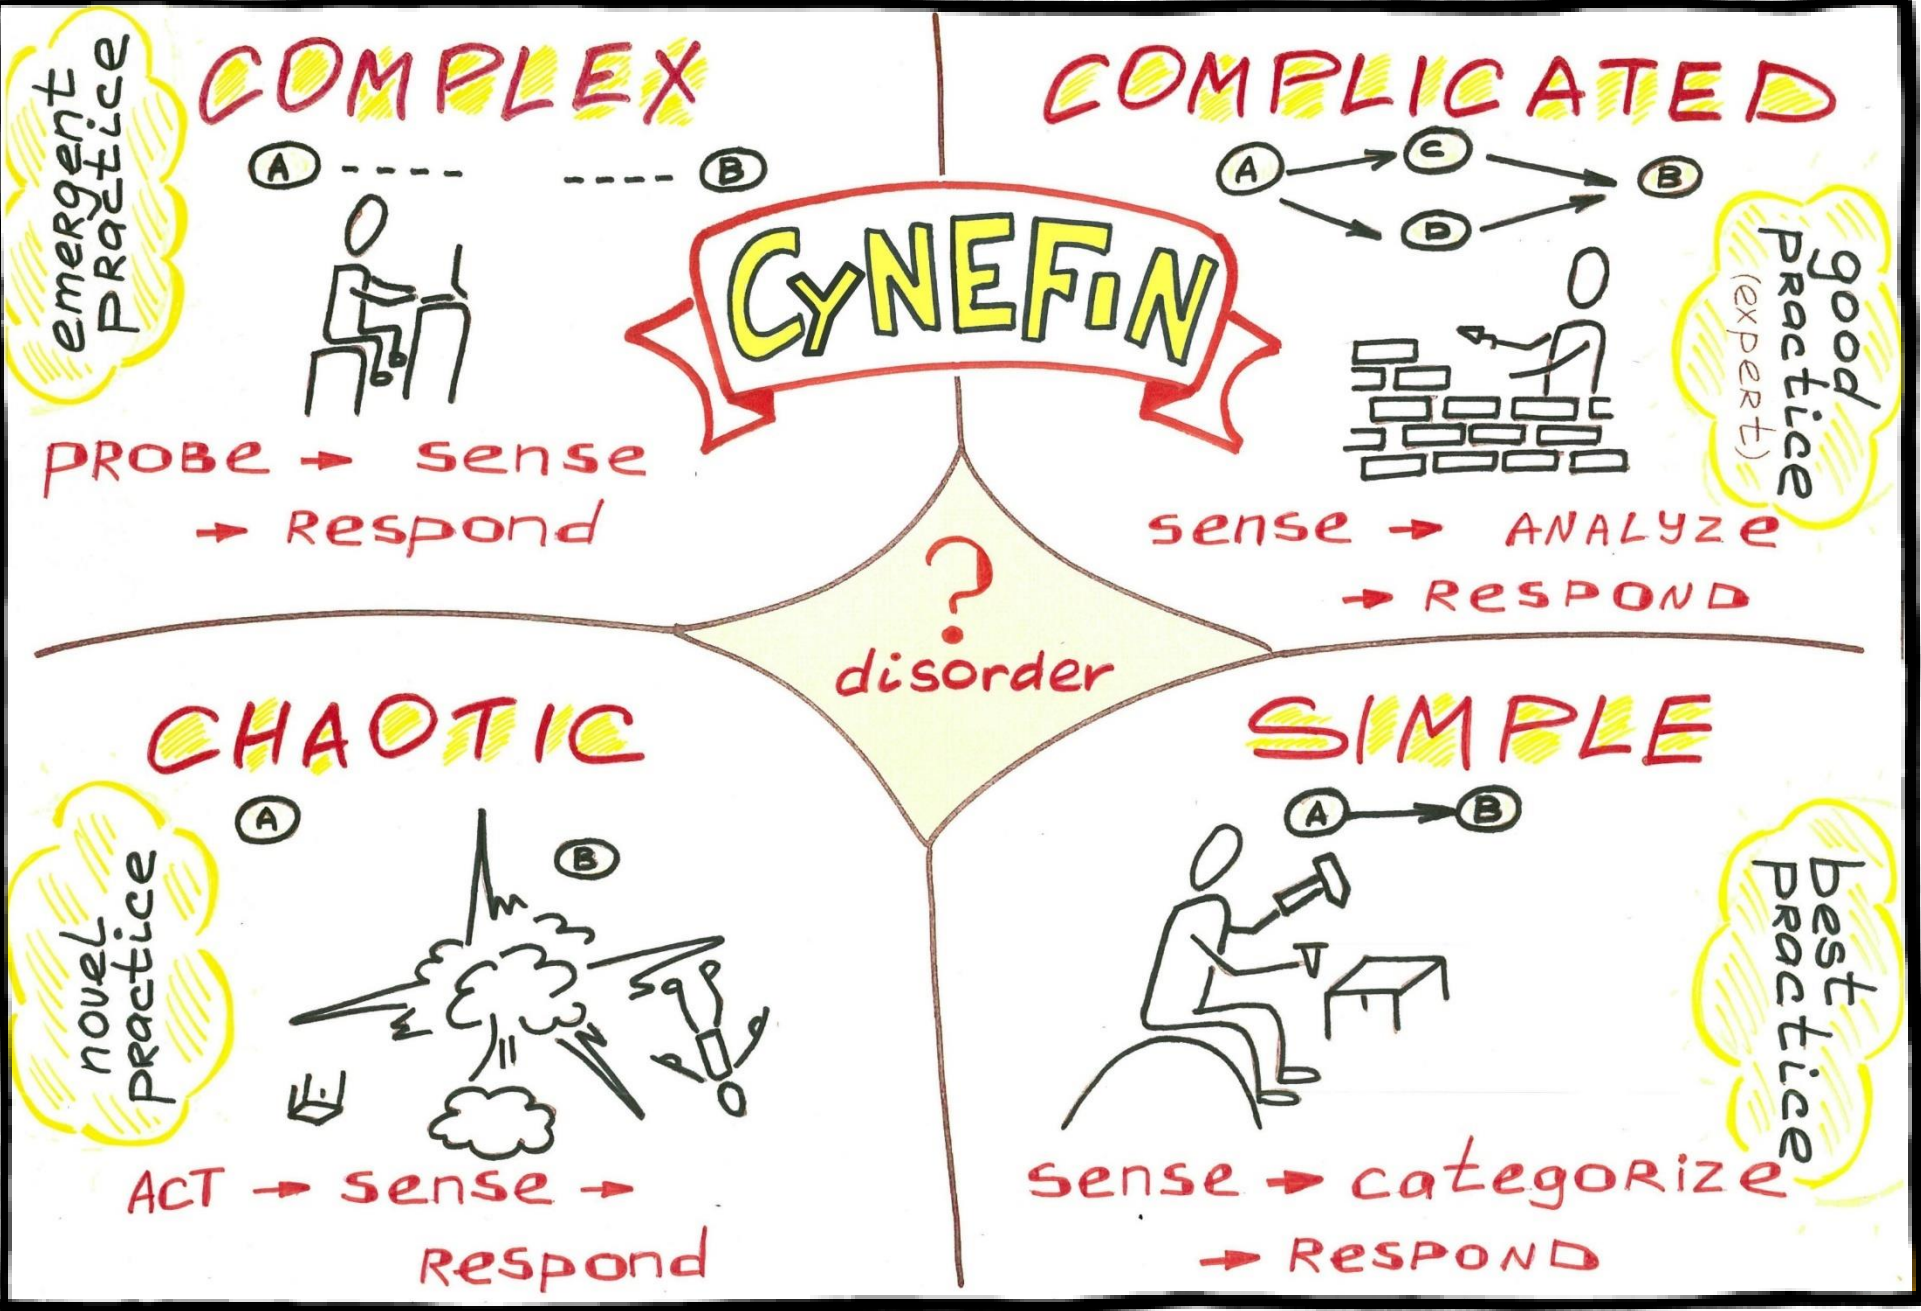 COMPLEX
emergent
practice
A
B
PROBE → sense
→ Respond
CYNEFIN
COMPLICATED
A
C
D
B
good
practice
(expert)
sense → ANALYZE
→ RESPOND
?
disorder
CHAOTIC
novel
practice
A
B
ACT → sense →
Respond
SIMPLE
A
B
best
practice
sense → categorize
→ RESPOND